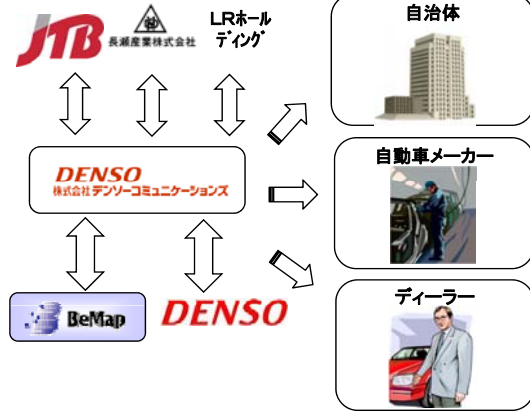 JTB
長瀬産業株式会社
LRホール
ディング
自治体
自動車メーカー
DENSO
株式会社 デンソーコミュニケーションズ
BeMap
DENSO
ディーラー